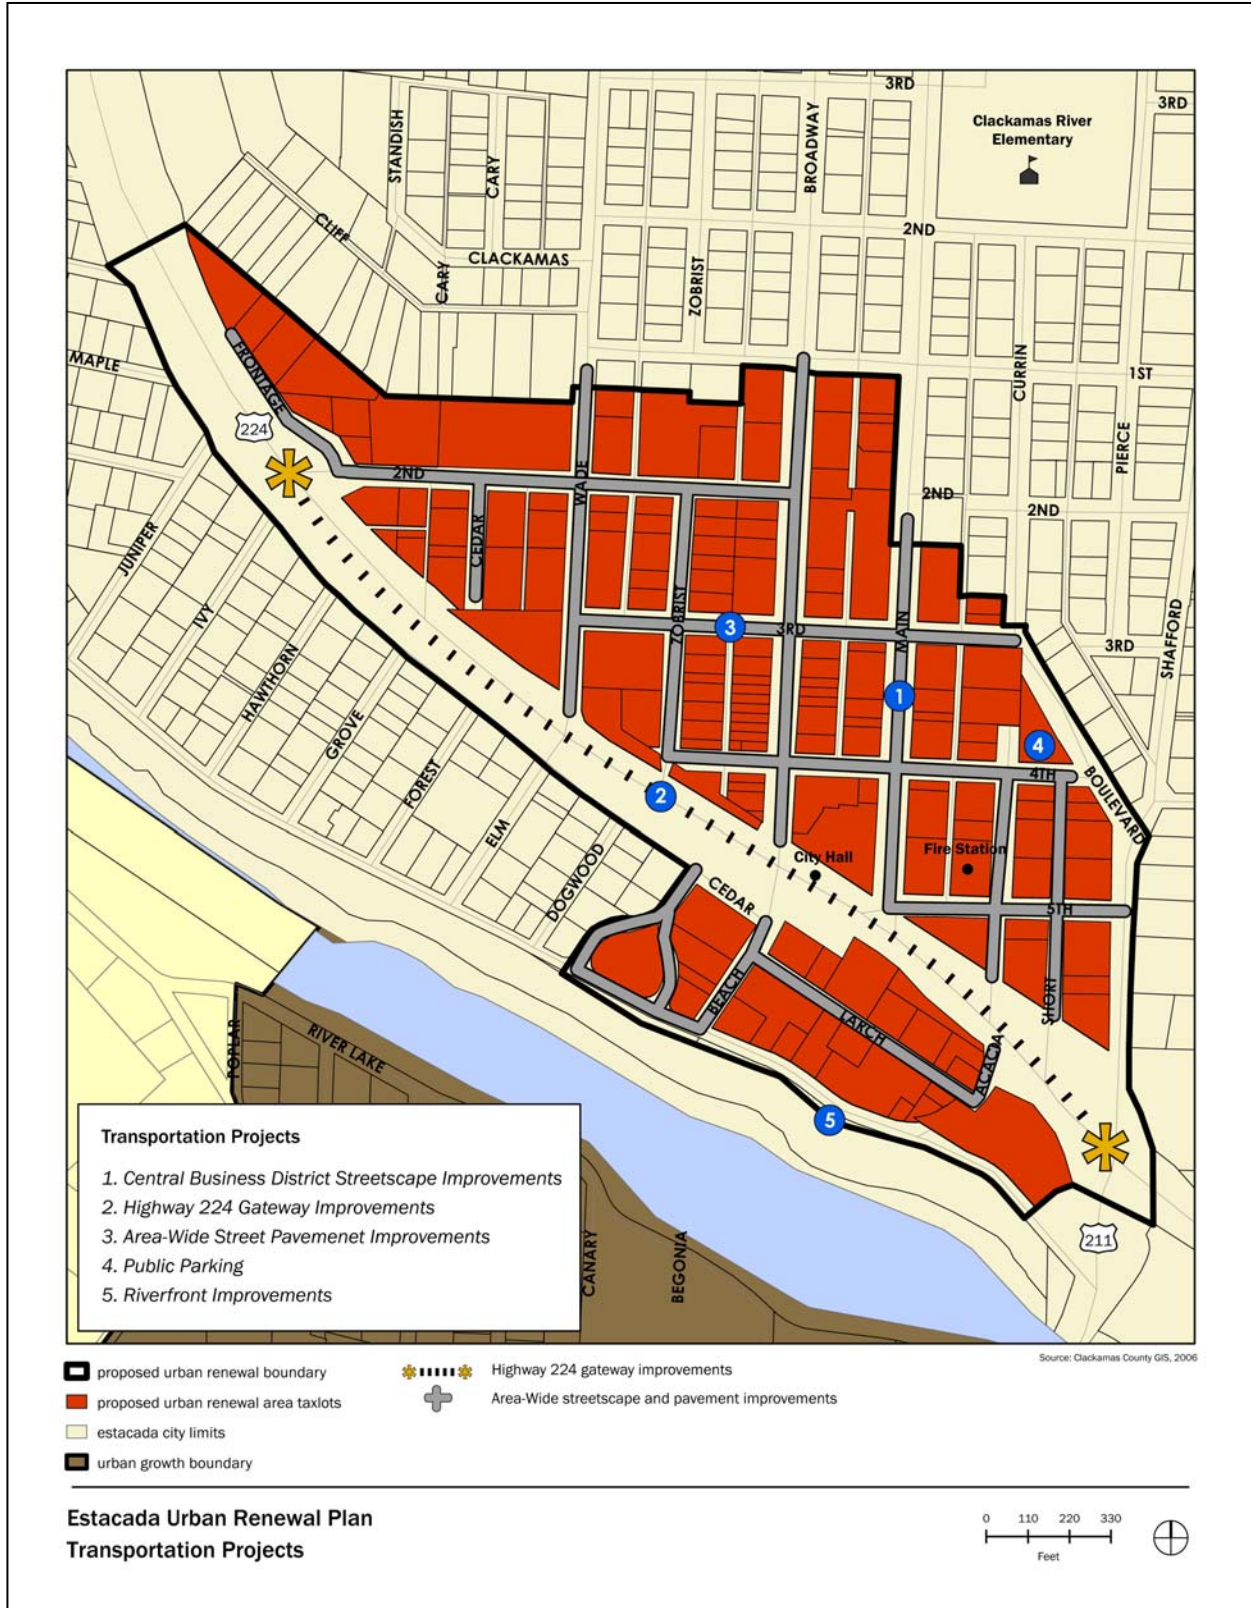 3RD
3RD
Clackamas River
Elementary
STANDISH
CARY
BROADWAY
CLIFF
2ND
CLACKAMAS
CARY
ZOBRIST
MAPLE
FRONTAGE
1ST
CURRIN
PIERCE
224
2ND
WADE
2ND
2ND
JUNIPER
CEDAR
IVY
ZOBRIST
3
3RD
MAIN
3RD
SHAFFORD
HAWTHORN
1
GROVE
4
4TH
BOULEVARD
FOREST
2
ELM
City Hall
Fire Station
DOGWOOD
CEDAR
5TH
BEACH
LARCH
SHORT
ACACIA
POPLAR
RIVER LAKE
5
Transportation Projects
1. Central Business District Streetscape Improvements
2. Highway 224 Gateway Improvements
3. Area-Wide Street Pavemenet Improvements
4. Public Parking
5. Riverfront Improvements
CANARY
BEGONIA
211
Source: Clackamas County GIS, 2006
proposed urban renewal boundary
Highway 224 gateway improvements
proposed urban renewal area taxlots
Area-Wide streetscape and pavement improvements
estacada city limits
urban growth boundary
Estacada Urban Renewal Plan
Transportation Projects
0 110 220 330
Feet